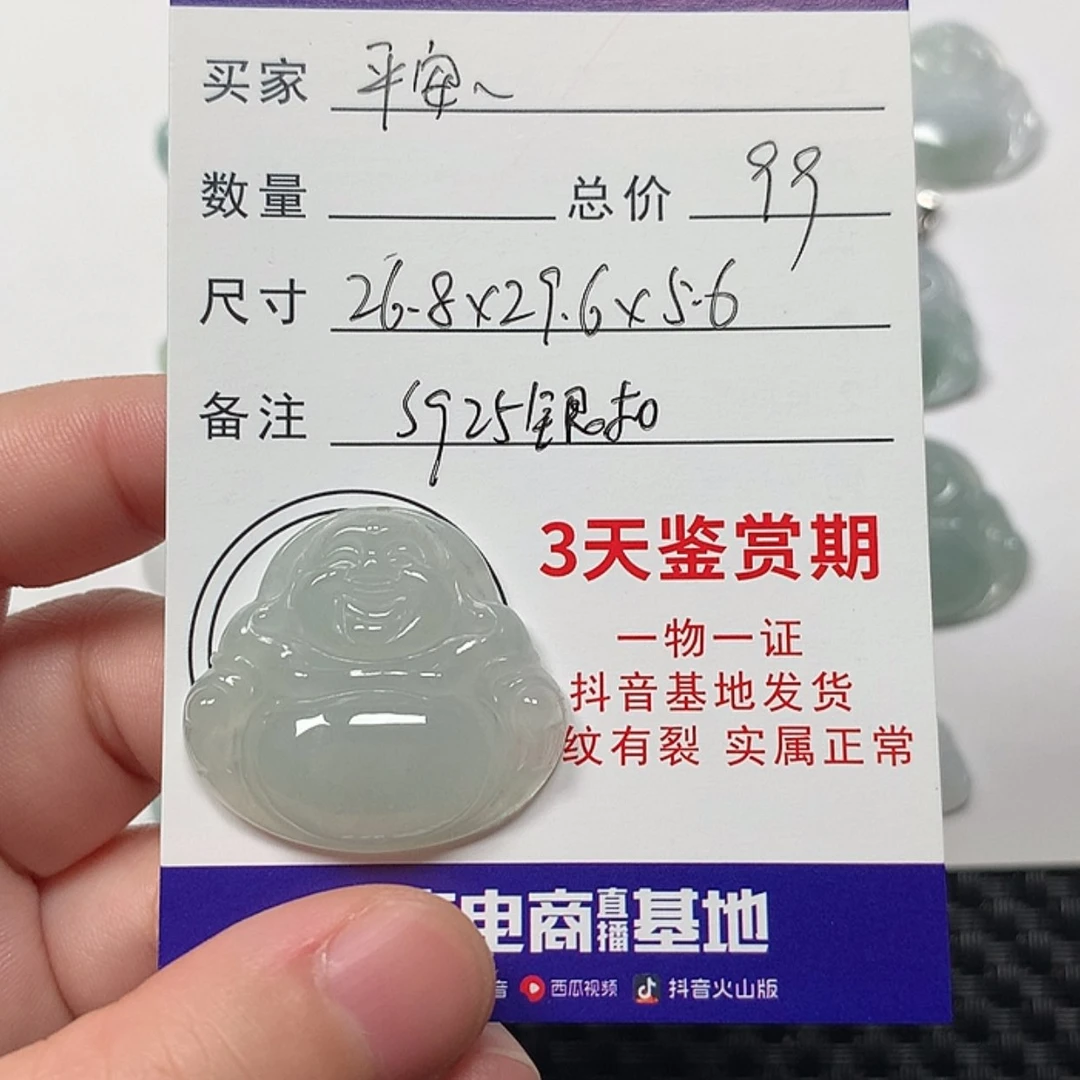 买家 平安~
数量 总价 99
尺寸 26.8x29.6x5.6
备注 S925银扣
3天鉴赏期
一物一证
抖音基地发货
纹有裂 实属正常
电商直播基地
音 西瓜视频 抖音火山版